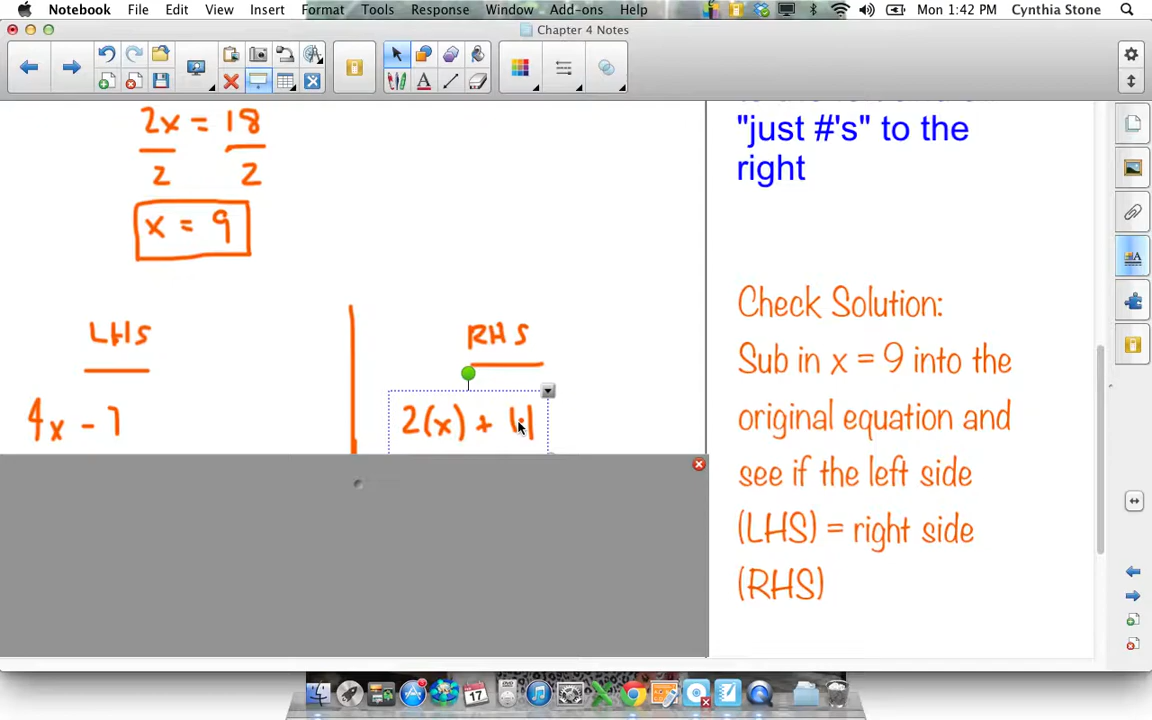 Notebook File Edit View Insert Format Tools Response Window Add-ons Help Mon 1:42 PM Cynthia Stone
Chapter 4 Notes
2x = 18
2 2
x = 9
"just #'s" to the
right
LHS RHS
4x - 7 2(x) + 11
Check Solution:
Sub in x = 9 into the
original equation and
see if the left side
(LHS) = right side
(RHS)
17